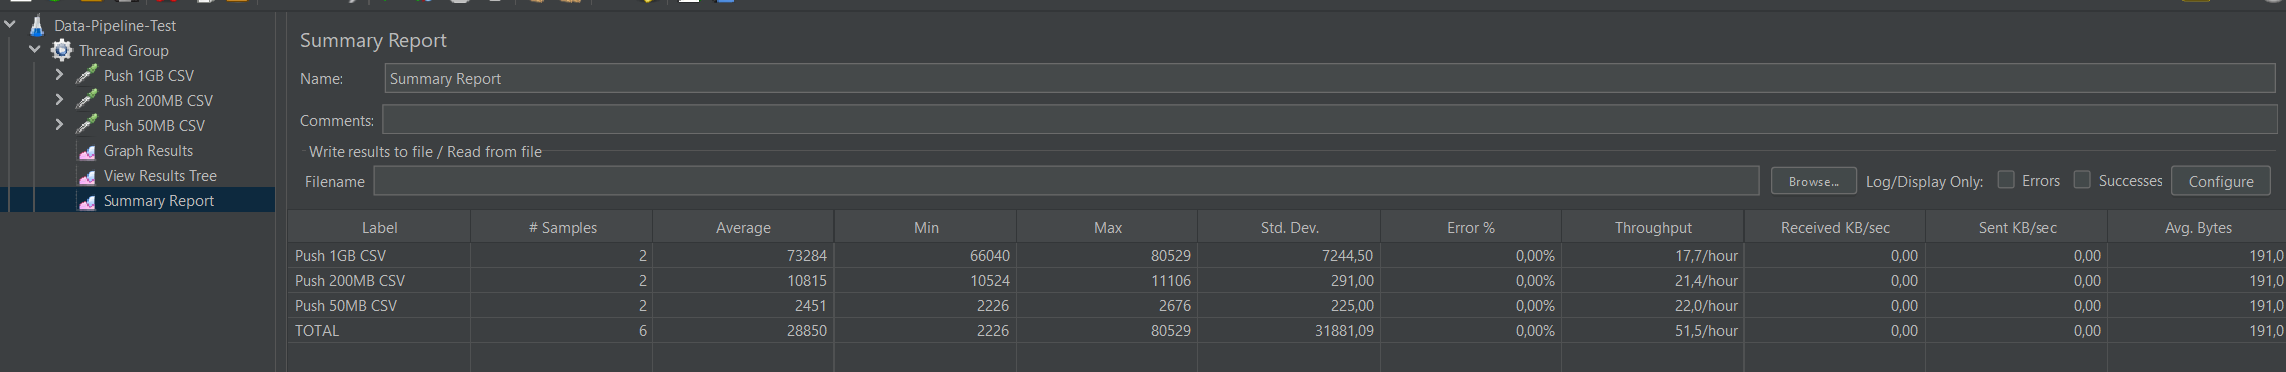 Data-Pipeline-Test
Thread Group
Push 1GB CSV
Push 200MB CSV
Push 50MB CSV
Graph Results
View Results Tree
Summary Report
Summary Report
Name: Summary Report
Comments:
Write results to file / Read from file
Filename Browse... Log/Display Only: Errors Successes Configure
Label # Samples Average Min Max Std. Dev. Error % Throughput Received KB/sec Sent KB/sec Avg. Bytes
Push 1GB CSV 2 73284 66040 80529 7244,50 0,00% 17,7/hour 0,00 0,00 191,0
Push 200MB CSV 2 10815 10524 11106 291,00 0,00% 21,4/hour 0,00 0,00 191,0
Push 50MB CSV 2 2451 2226 2676 225,00 0,00% 22,0/hour 0,00 0,00 191,0
TOTAL 6 28850 2226 80529 31881,09 0,00% 51,5/hour 0,00 0,00 191,0